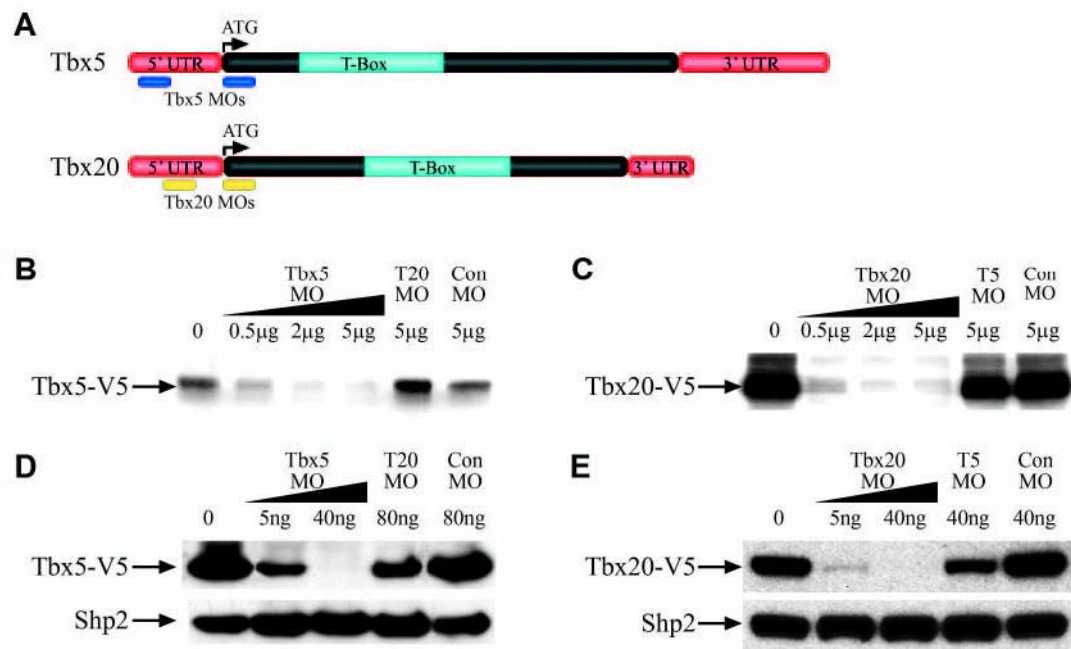 A
ATG
Tbx5
5' UTR
T-Box
3' UTR
Tbx5 MOs
ATG
Tbx20
5' UTR
T-Box
3' UTR
Tbx20 MOs
B
Tbx5
MO
T20
MO
Con
MO
0
0.5µg
2µg
5µg
5µg
5µg
Tbx5-V5
C
Tbx20
MO
T5
MO
Con
MO
0
0.5µg
2µg
5µg
5µg
5µg
Tbx20-V5
D
Tbx5
MO
T20
MO
Con
MO
0
5ng
40ng
80ng
80ng
Tbx5-V5
Shp2
E
Tbx20
MO
T5
MO
Con
MO
0
5ng
40ng
40ng
40ng
Tbx20-V5
Shp2